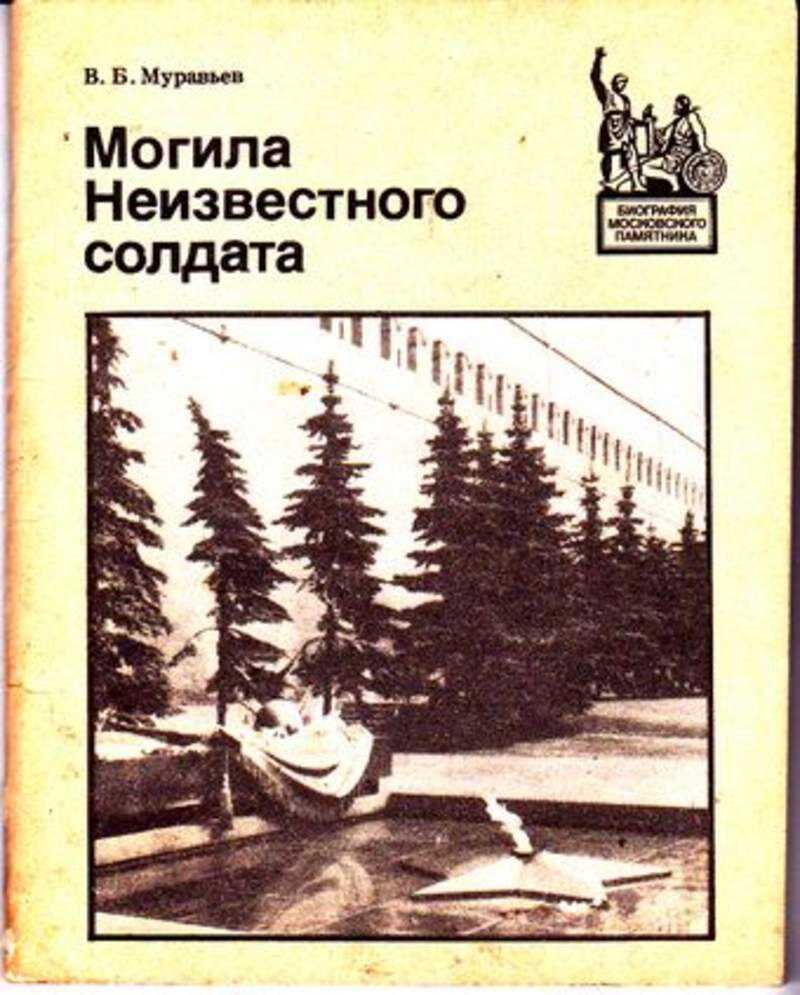 В. Б. Муравьев
Могила
Неизвестного
солдата
БИОГРАФИЯ
МОСКОВСКОГО
ПАМЯТНИКА